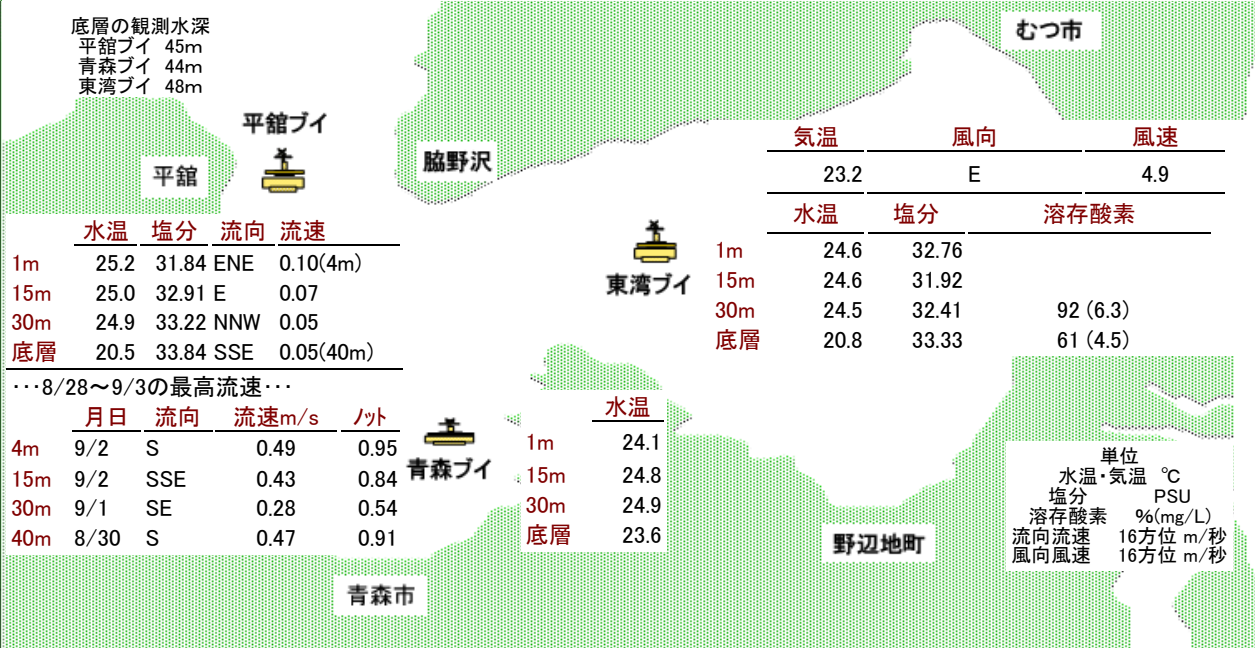 底層の観測水深
平舘ブイ 45m
青森ブイ 44m
東湾ブイ 48m
むつ市
平舘ブイ
平舘
脇野沢
気温 風向 風速
23.2 E 4.9
水温 塩分 溶存酸素
1m 24.6 32.76
15m 24.6 31.92
30m 24.5 32.41 92 (6.3)
底層 20.8 33.33 61 (4.5)
東湾ブイ
水温 塩分 流向 流速
1m 25.2 31.84 ENE 0.10(4m)
15m 25.0 32.91 E 0.07
30m 24.9 33.22 NNW 0.05
底層 20.5 33.84 SSE 0.05(40m)
･･･8/28～9/3の最高流速･･･
月日 流向 流速m/s ﾉｯﾄ
4m 9/2 S 0.49 0.95
15m 9/2 SSE 0.43 0.84
30m 9/1 SE 0.28 0.54
40m 8/30 S 0.47 0.91
青森ブイ
水温
1m 24.1
15m 24.8
30m 24.9
底層 23.6
単位
水温･気温 ℃
塩分 PSU
溶存酸素 %(mg/L)
流向流速 16方位 m/秒
風向風速 16方位 m/秒
野辺地町
青森市